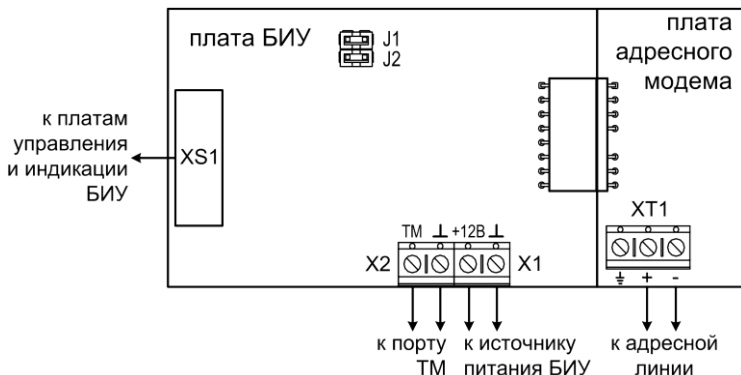 плата БИУ
J1
J2
плата
адресного
модема
к платам
управления
и индикации
БИУ
XS1
XT1
TM ⊥ +12В ⊥
X2
X1
+ -
к порту
ТМ
к источнику
питания БИУ
к адресной
линии